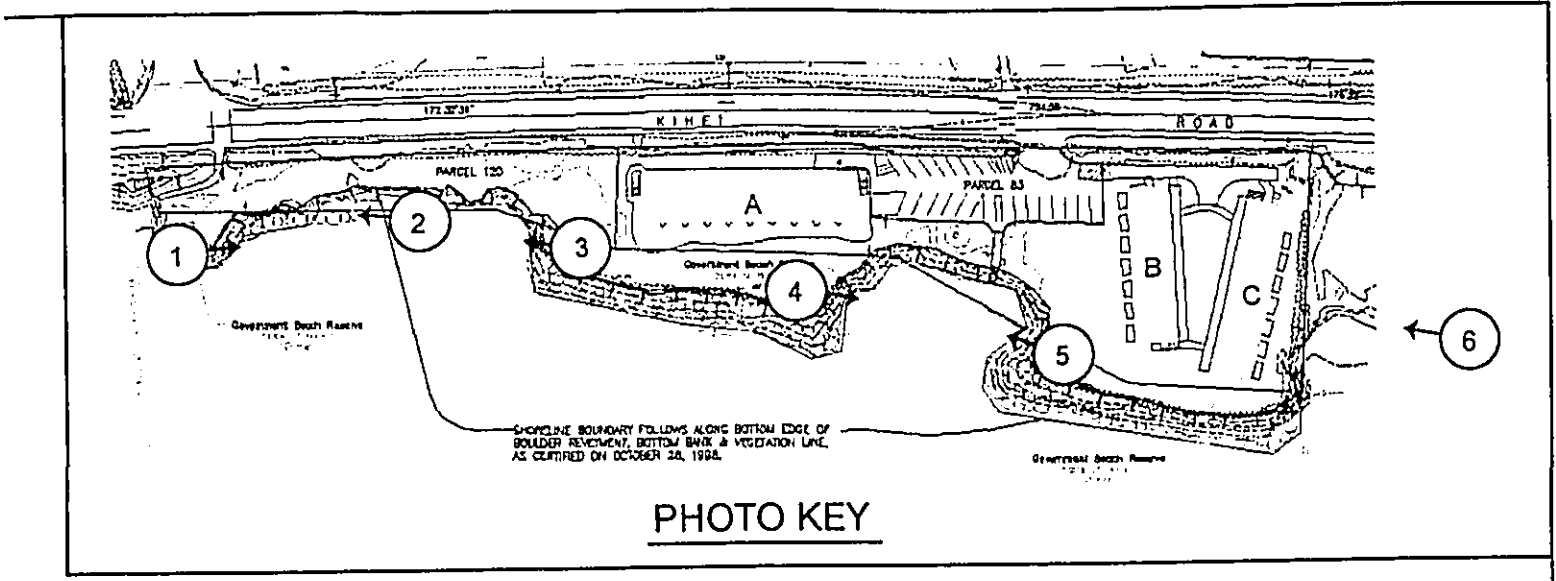 KIHEI ROAD
PARCEL 120
A
PARCEL 83
B
C
1
2
3
4
5
6
Government Beach Reserve
Government Beach
SHORELINE BOUNDARY FOLLOWS ALONG BOTTOM EDGE OF
BOULDER REVETMENT, BOTTOM BANK & VEGETATION LINE,
AS CERTIFIED ON OCTOBER 28, 1998.
Government Beach Reserve
PHOTO KEY